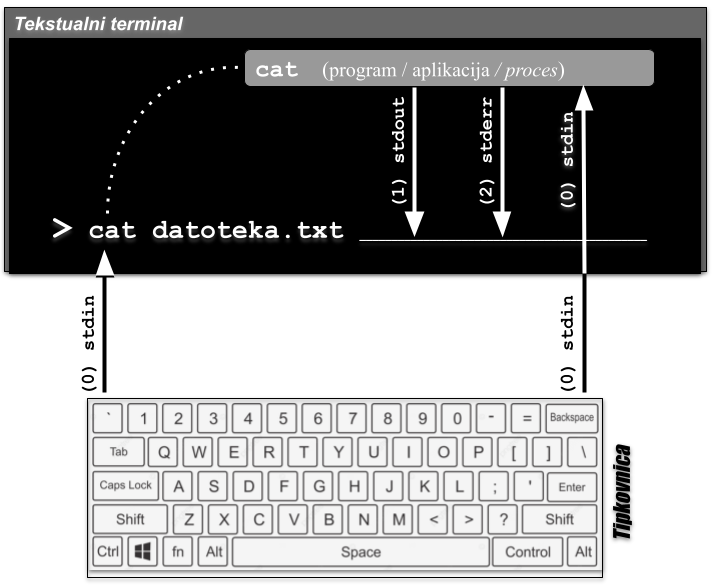 Tekstualni terminal
cat (program / aplikacija / proces)
(1) stdout
(2) stderr
(0) stdin
> cat datoteka.txt
(0) stdin
(0) stdin
` 1 2 3 4 5 6 7 8 9 0 - = Backspace
Tab Q W E R T Y U I O P [ ] \
Caps Lock A S D F G H J K L ; ' Enter
Shift Z X C V B N M < > ? Shift
Ctrl fn Alt Space Control Alt
Tipkovnica